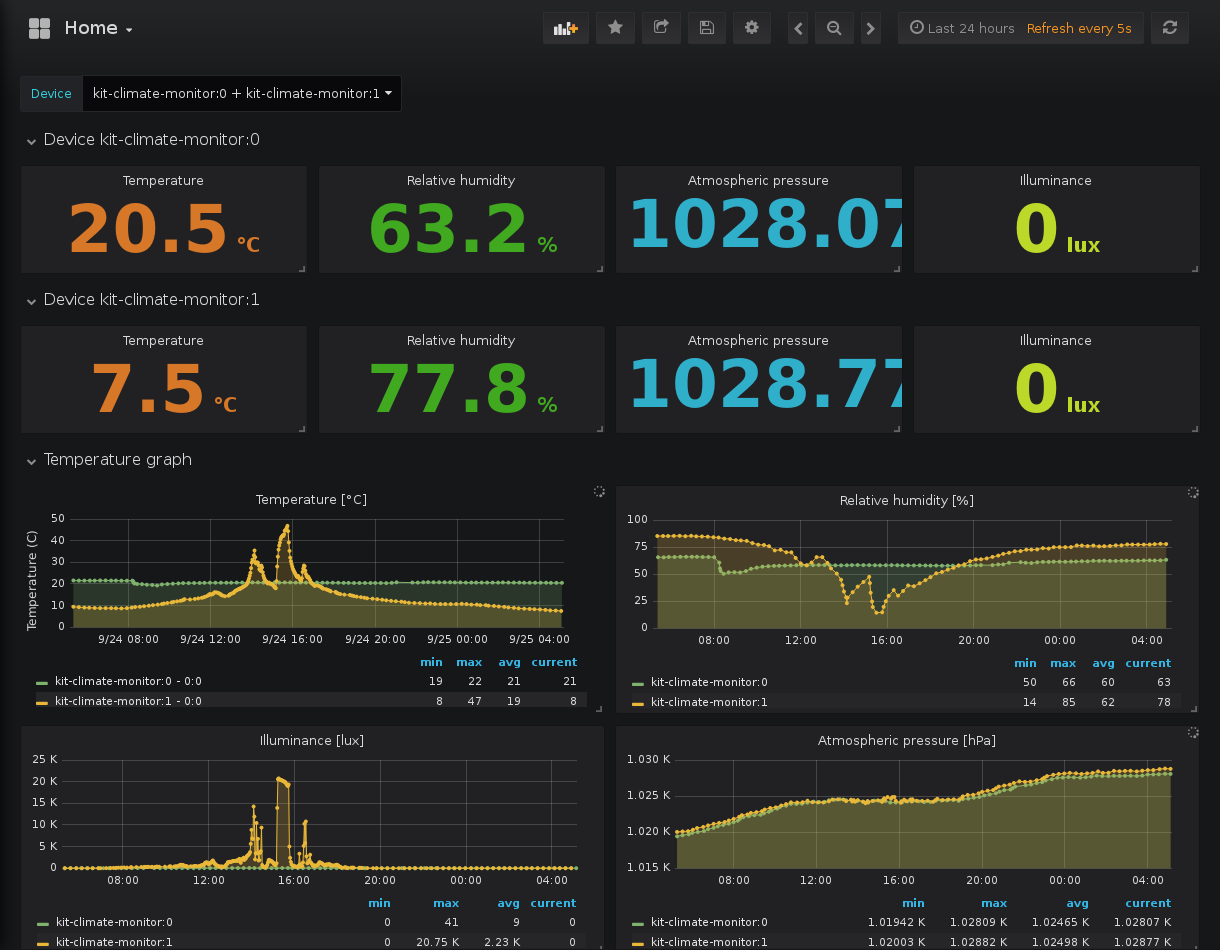 Home
Last 24 hours Refresh every 5s
Device kit-climate-monitor:0 + kit-climate-monitor:1
Device kit-climate-monitor:0
Temperature Relative humidity Atmospheric pressure Illuminance
20.5 °C 63.2 % 1028.07 0 lux
Device kit-climate-monitor:1
Temperature Relative humidity Atmospheric pressure Illuminance
7.5 °C 77.8 % 1028.77 0 lux
Temperature graph
Temperature [°C]
Temperature (C)
50
40
30
20
10
0
9/24 08:00 9/24 12:00 9/24 16:00 9/24 20:00 9/25 00:00 9/25 04:00
min max avg current
kit-climate-monitor:0 - 0:0 19 22 21 21
kit-climate-monitor:1 - 0:0 8 47 19 8
Relative humidity [%]
100
75
50
25
0
08:00 12:00 16:00 20:00 00:00 04:00
min max avg current
kit-climate-monitor:0 50 66 60 63
kit-climate-monitor:1 14 85 62 78
Illuminance [lux]
25 K
20 K
15 K
10 K
5 K
0
08:00 12:00 16:00 20:00 00:00 04:00
min max avg current
kit-climate-monitor:0 0 41 9 0
kit-climate-monitor:1 0 20.75 K 2.23 K 0
Atmospheric pressure [hPa]
1.030 K
1.025 K
1.020 K
1.015 K
08:00 12:00 16:00 20:00 00:00 04:00
min max avg current
kit-climate-monitor:0 1.01942 K 1.02809 K 1.02465 K 1.02807 K
kit-climate-monitor:1 1.02003 K 1.02882 K 1.02498 K 1.02877 K